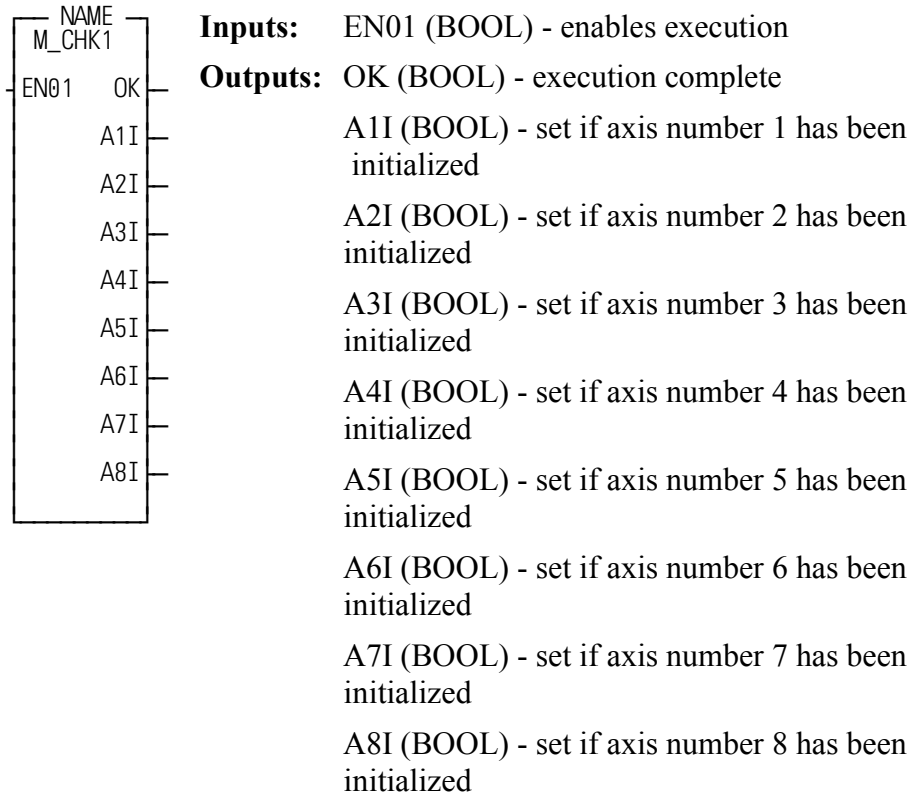 NAME
M_CHK1
EN01 OK
A1I
A2I
A3I
A4I
A5I
A6I
A7I
A8I
Inputs: EN01 (BOOL) - enables execution
Outputs: OK (BOOL) - execution complete
A1I (BOOL) - set if axis number 1 has been
initialized
A2I (BOOL) - set if axis number 2 has been
initialized
A3I (BOOL) - set if axis number 3 has been
initialized
A4I (BOOL) - set if axis number 4 has been
initialized
A5I (BOOL) - set if axis number 5 has been
initialized
A6I (BOOL) - set if axis number 6 has been
initialized
A7I (BOOL) - set if axis number 7 has been
initialized
A8I (BOOL) - set if axis number 8 has been
initialized